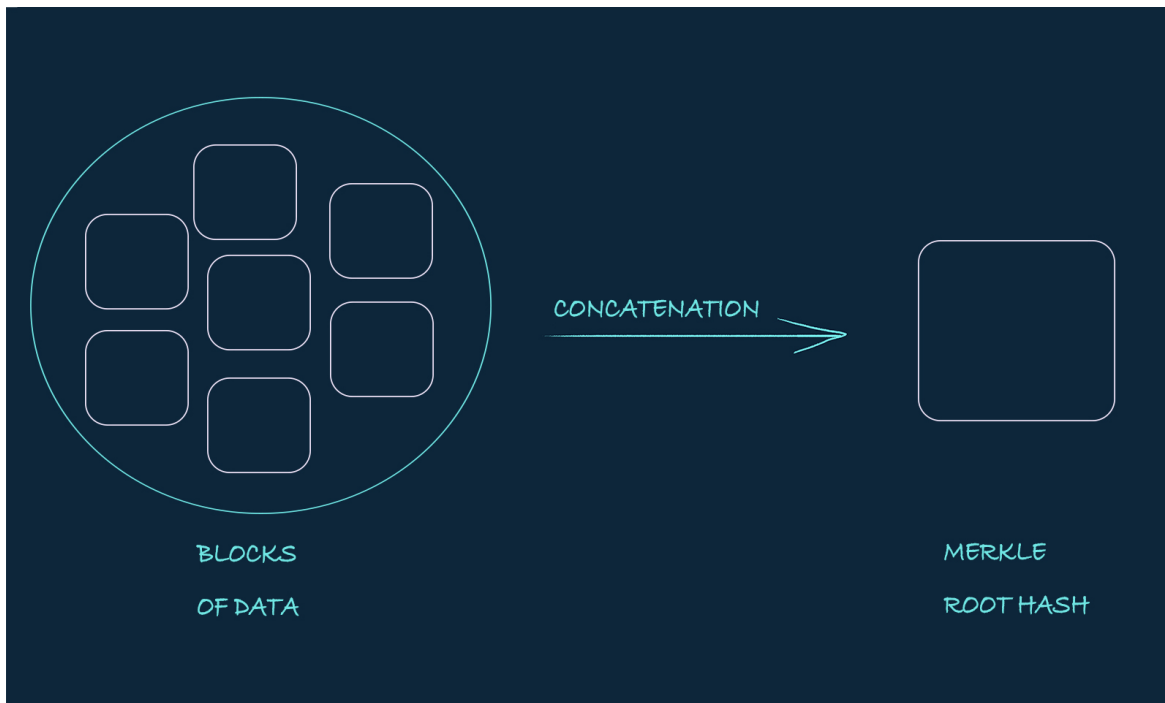 CONCATENATION
BLOCKS
OF DATA
MERKLE
ROOT HASH